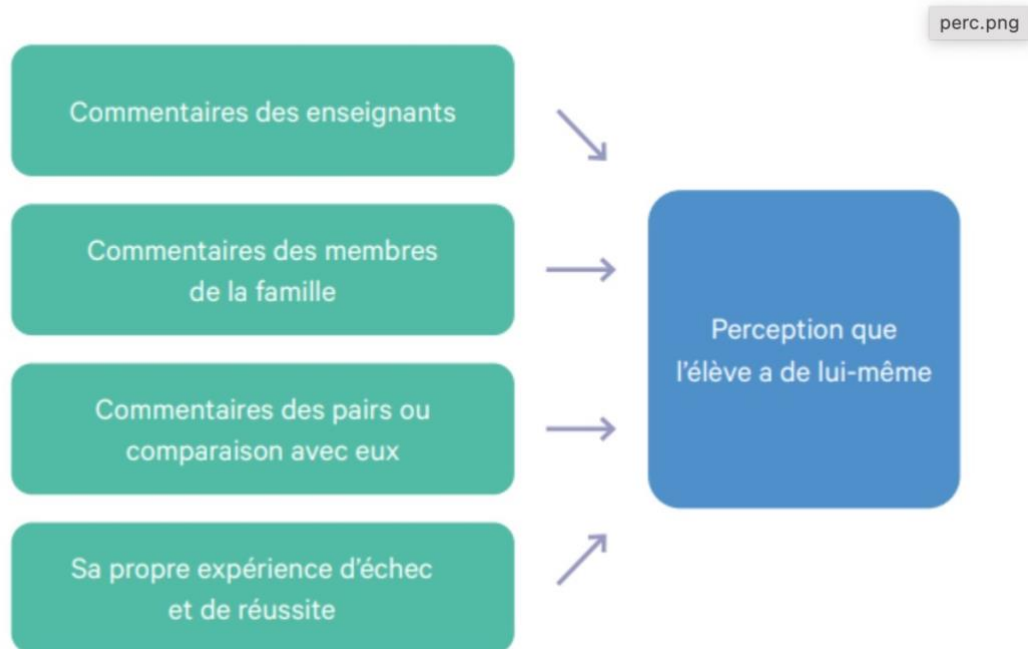 perc.png
Commentaires des enseignants
Commentaires des membres
de la famille
Commentaires des pairs ou
comparaison avec eux
Sa propre expérience d'échec
et de réussite
Perception que
l'élève a de lui-même